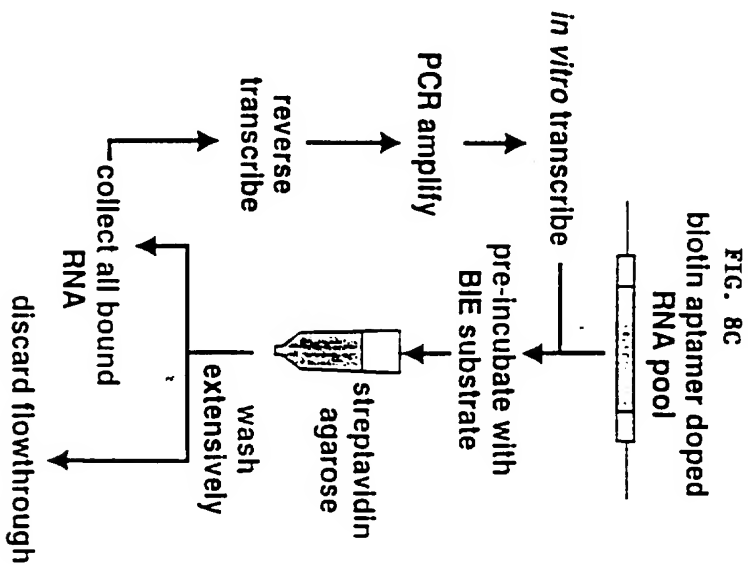 FIG. 8C
biotin aptamer doped
RNA pool
in vitro transcribe
pre-incubate with
BIE substrate
PCR amplify
streptavidin
agarose
reverse
transcribe
wash
extensively
collect all bound
RNA
discard flowthrough